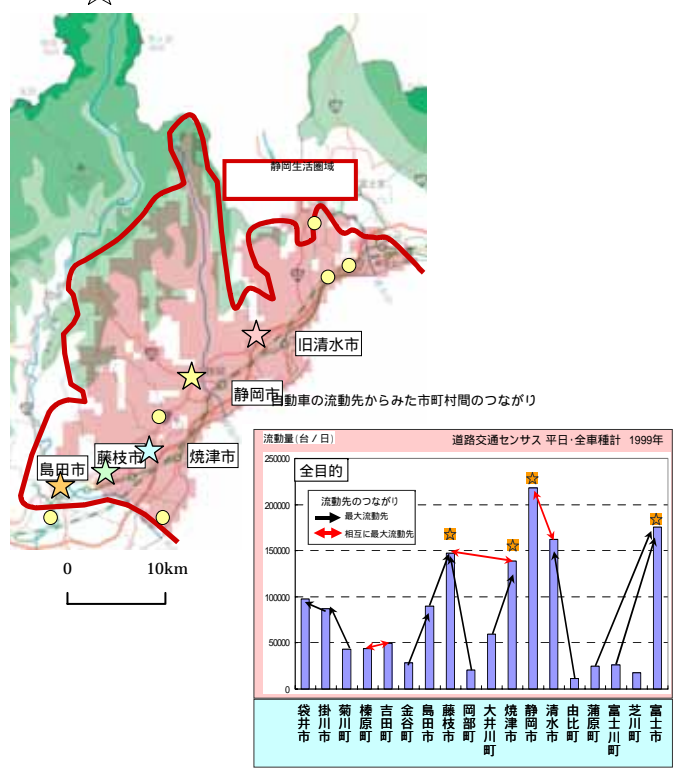 静岡生活圏域
旧清水市
静岡市
焼津市
藤枝市
島田市
0 10km
自動車の流動先からみた市町村間のつながり
流動量(台/日)
道路交通センサス 平日・全車種計 1999年
全目的
流動先のつながり
最大流動先
相互に最大流動先
250000
200000
150000
100000
50000
0
袋井市
掛川市
菊川町
榛原町
吉田町
金谷町
島田市
藤枝市
岡部町
大井川町
焼津市
静岡市
清水市
由比町
蒲原町
富士川町
芝川町
富士市